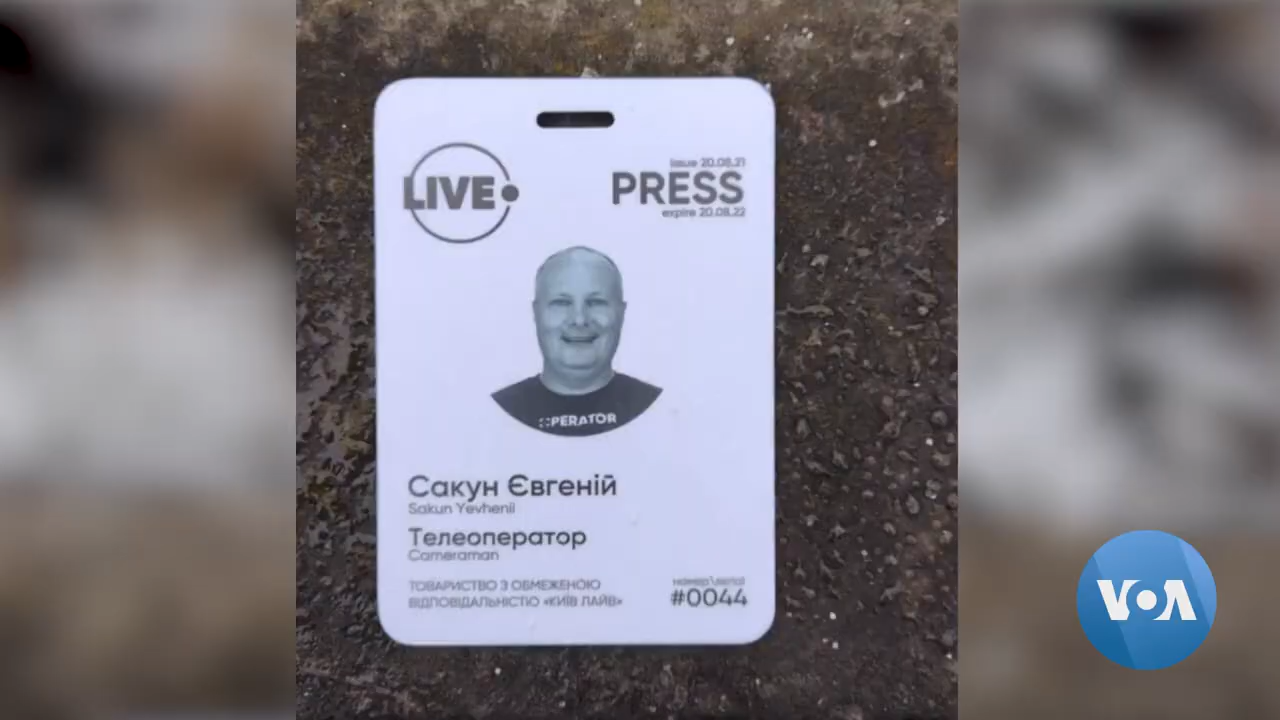 LIVE
issue 20.08.21
PRESS
expire 20.08.22
PERATOR
Сакун Євгеній
Sakun Yevhenii
Телеоператор
Cameraman
ТОВАРИСТВО З ОБМЕЖЕНОЮ
ВІДПОВІДАЛЬНІСТЮ «КИЇВ ЛАЙВ»
номер\serial
#0044
VOA